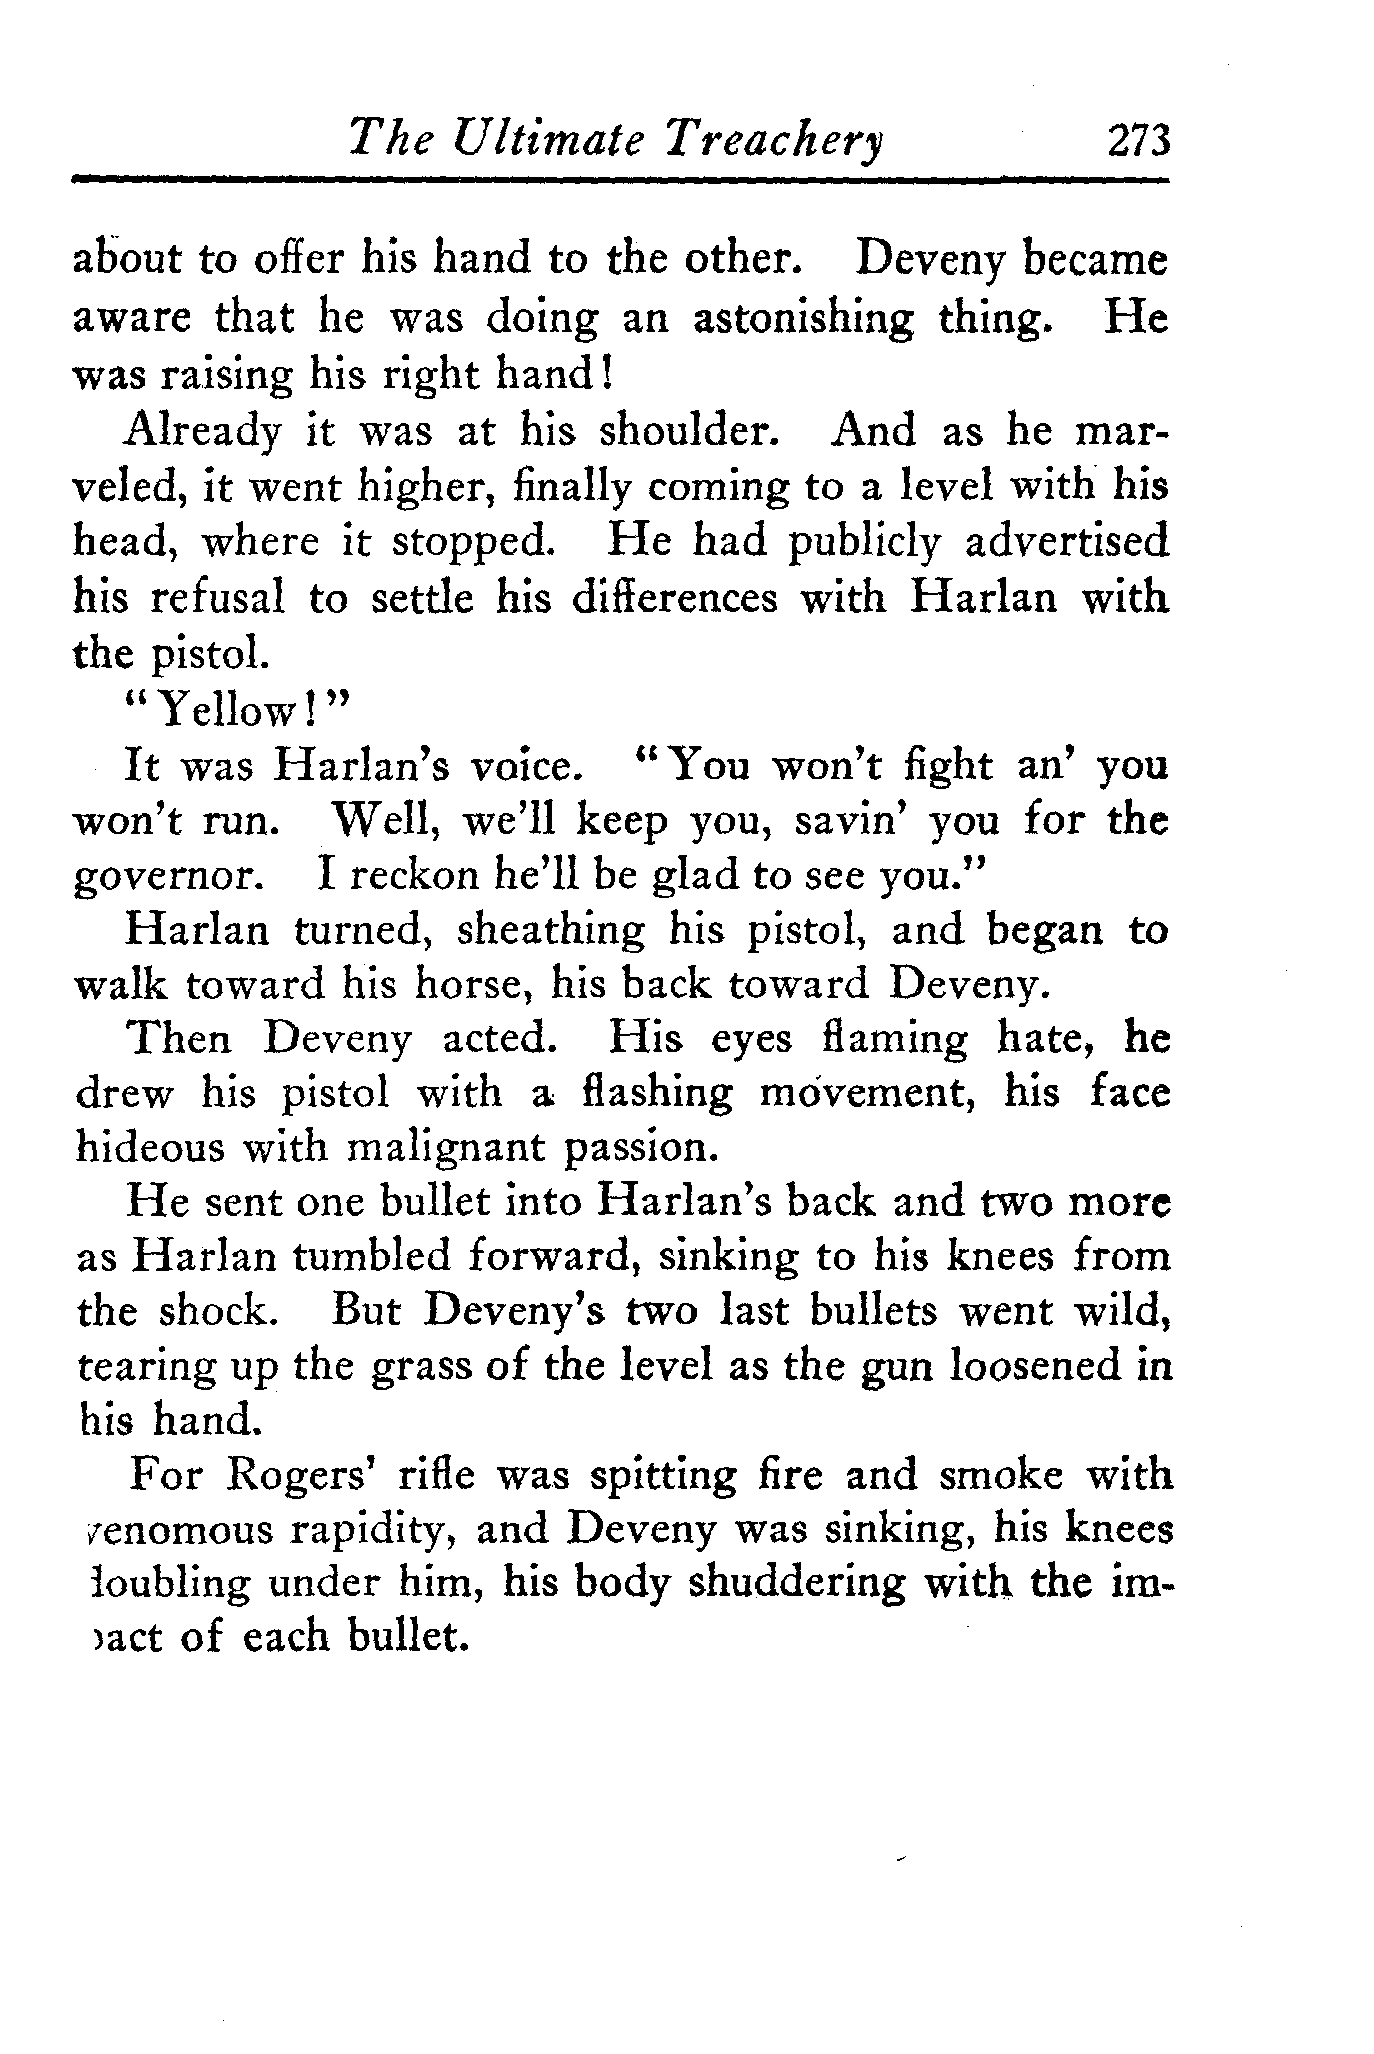 The Ultimate Treachery 273
about to offer his hand to the other. Deveny became
aware that he was doing an astonishing thing. He
was raising his right hand!
Already it was at his shoulder. And as he mar-
veled, it went higher, finally coming to a level with his
head, where it stopped. He had publicly advertised
his refusal to settle his differences with Harlan with
the pistol.
"Yellow!"
It was Harlan's voice. "You won't fight an' you
won't run. Well, we'll keep you, savin' you for the
governor. I reckon he'll be glad to see you."
Harlan turned, sheathing his pistol, and began to
walk toward his horse, his back toward Deveny.
Then Deveny acted. His eyes flaming hate, he
drew his pistol with a flashing movement, his face
hideous with malignant passion.
He sent one bullet into Harlan's back and two more
as Harlan tumbled forward, sinking to his knees from
the shock. But Deveny's two last bullets went wild,
tearing up the grass of the level as the gun loosened in
his hand.
For Rogers' rifle was spitting fire and smoke with
venomous rapidity, and Deveny was sinking, his knees
doubling under him, his body shuddering with the im-
pact of each bullet.